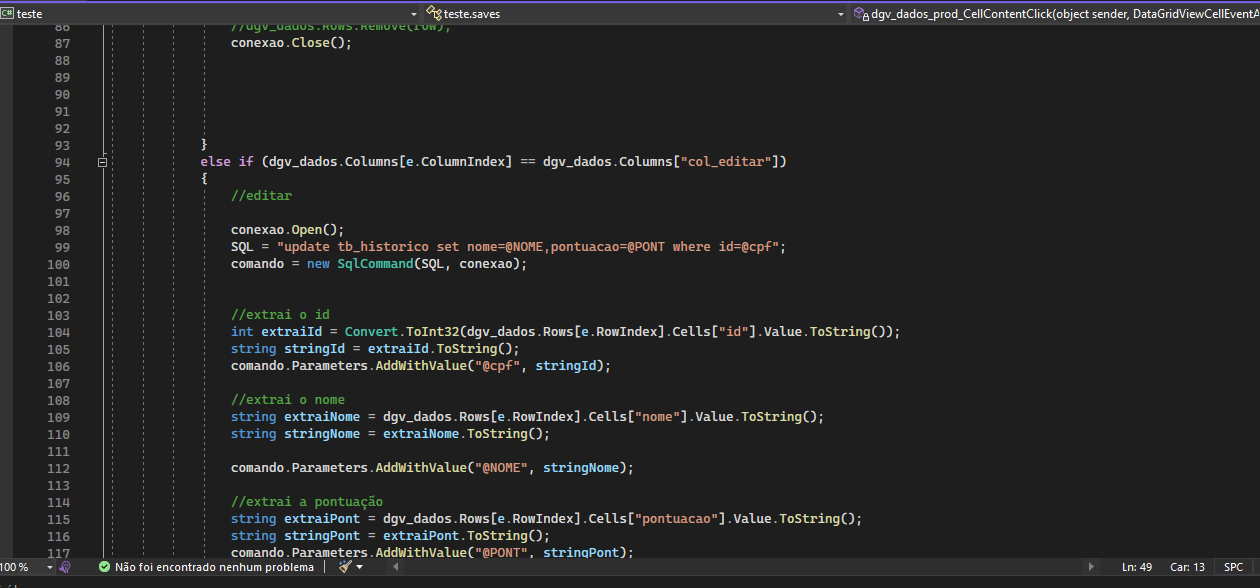 C# teste
teste.saves
dgv_dados_prod_CellContentClick(object sender, DataGridViewCellEventA
86 //dgv_dados.Rows.Remove(row);
87 conexao.Close();
88
89
90
91
92
93 }
94 else if (dgv_dados.Columns[e.ColumnIndex] == dgv_dados.Columns["col_editar"])
95 {
96 //editar
97
98 conexao.Open();
99 SQL = "update tb_historico set nome=@NOME,pontuacao=@PONT where id=@cpf";
100 comando = new SqlCommand(SQL, conexao);
101
102
103 //extrai o id
104 int extraiId = Convert.ToInt32(dgv_dados.Rows[e.RowIndex].Cells["id"].Value.ToString());
105 string stringId = extraiId.ToString();
106 comando.Parameters.AddWithValue("@cpf", stringId);
107
108 //extrai o nome
109 string extraiNome = dgv_dados.Rows[e.RowIndex].Cells["nome"].Value.ToString();
110 string stringNome = extraiNome.ToString();
111
112 comando.Parameters.AddWithValue("@NOME", stringNome);
113
114 //extrai a pontuação
115 string extraiPont = dgv_dados.Rows[e.RowIndex].Cells["pontuacao"].Value.ToString();
116 string stringPont = extraiPont.ToString();
117 comando.Parameters.AddWithValue("@PONT", stringPont);
100 %
Não foi encontrado nenhum problema
Ln: 49
Car: 13
SPC